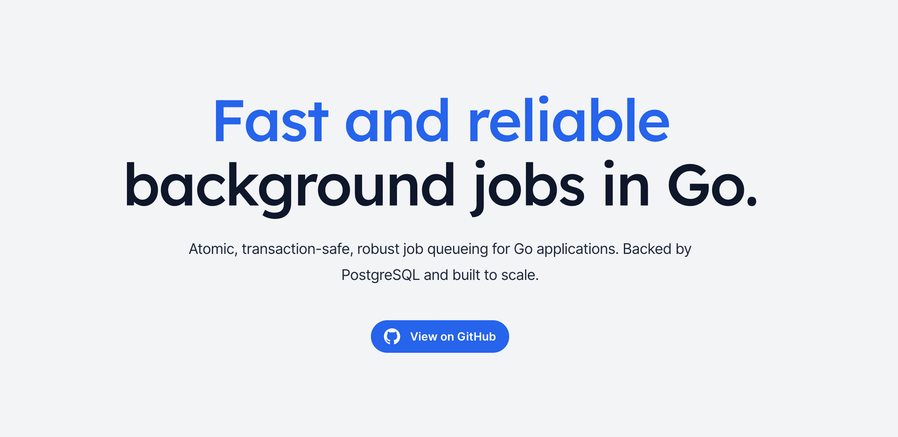 Fast and reliable
background jobs in Go.
Atomic, transaction-safe, robust job queueing for Go applications. Backed by
PostgreSQL and built to scale.
View on GitHub